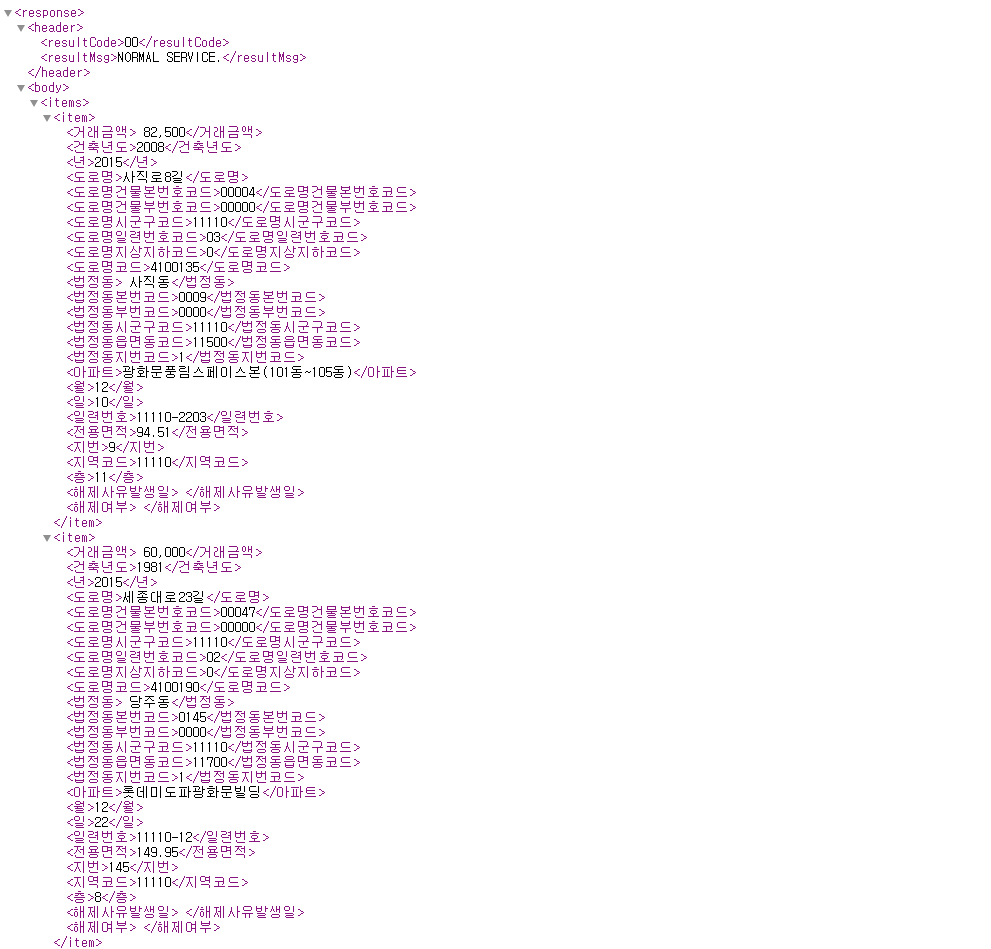 <response>
<header>
<resultCode>00</resultCode>
<resultMsg>NORMAL SERVICE.</resultMsg>
</header>
<body>
<items>
<item>
<거래금액> 82,500</거래금액>
<건축년도>2008</건축년도>
<년>2015</년>
<도로명>사직로8길</도로명>
<도로명건물본번호코드>00004</도로명건물본번호코드>
<도로명건물부번호코드>00000</도로명건물부번호코드>
<도로명시군구코드>11110</도로명시군구코드>
<도로명일련번호코드>03</도로명일련번호코드>
<도로명지상지하코드>0</도로명지상지하코드>
<도로명코드>4100135</도로명코드>
<법정동> 사직동</법정동>
<법정동본번코드>0009</법정동본번코드>
<법정동부번코드>0000</법정동부번코드>
<법정동시군구코드>11110</법정동시군구코드>
<법정동읍면동코드>11500</법정동읍면동코드>
<법정동지번코드>1</법정동지번코드>
<아파트>광화문풍림스페이스본(101동~105동)</아파트>
<월>12</월>
<일>10</일>
<일련번호>11110-2203</일련번호>
<전용면적>94.51</전용면적>
<지번>9</지번>
<지역코드>11110</지역코드>
<층>11</층>
<해제사유발생일> </해제사유발생일>
<해제여부> </해제여부>
</item>
<item>
<거래금액> 60,000</거래금액>
<건축년도>1981</건축년도>
<년>2015</년>
<도로명>세종대로23길</도로명>
<도로명건물본번호코드>00047</도로명건물본번호코드>
<도로명건물부번호코드>00000</도로명건물부번호코드>
<도로명시군구코드>11110</도로명시군구코드>
<도로명일련번호코드>02</도로명일련번호코드>
<도로명지상지하코드>0</도로명지상지하코드>
<도로명코드>4100190</도로명코드>
<법정동> 당주동</법정동>
<법정동본번코드>0145</법정동본번코드>
<법정동부번코드>0000</법정동부번코드>
<법정동시군구코드>11110</법정동시군구코드>
<법정동읍면동코드>11700</법정동읍면동코드>
<법정동지번코드>1</법정동지번코드>
<아파트>롯데미도파광화문빌딩</아파트>
<월>12</월>
<일>22</일>
<일련번호>11110-12</일련번호>
<전용면적>149.95</전용면적>
<지번>145</지번>
<지역코드>11110</지역코드>
<층>8</층>
<해제사유발생일> </해제사유발생일>
<해제여부> </해제여부>
</item>